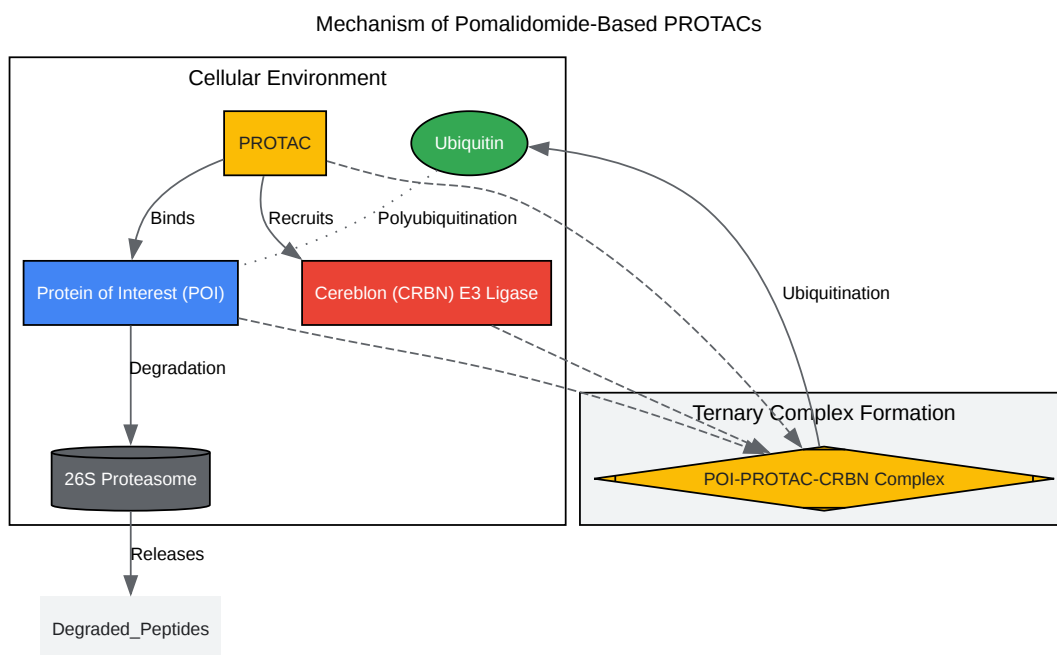 Mechanism of Pomalidomide-Based PROTACs
Cellular Environment
PROTAC
Ubiquitin
Binds
Recruits
Polyubiquitination
Protein of Interest (POI)
Cereblon (CRBN) E3 Ligase
Ubiquitination
Degradation
Ternary Complex Formation
26S Proteasome
POI-PROTAC-CRBN Complex
Releases
Degraded_Peptides